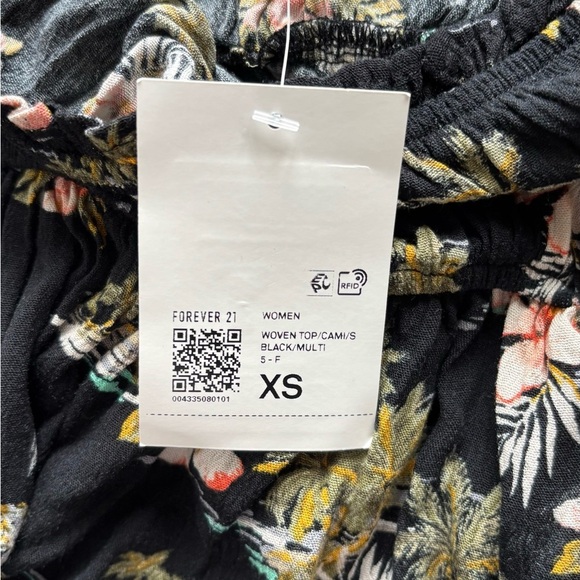 RFID
FOREVER 21
WOMEN
WOVEN TOP/CAMI/S
BLACK/MULTI
5 - F
XS
004335080101